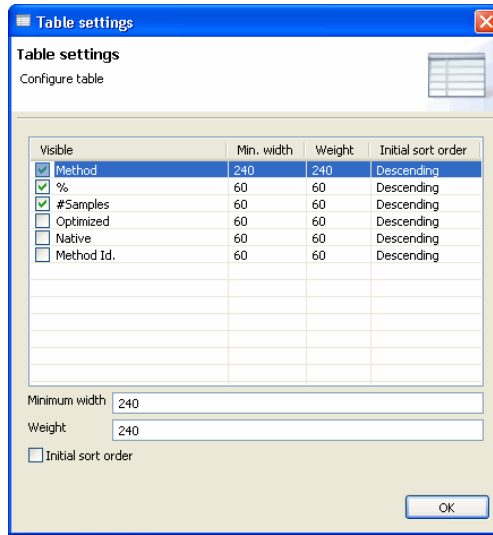 Table settings
Table settings
Configure table
Visible Min. width Weight Initial sort order
Method 240 240 Descending
% 60 60 Descending
#Samples 60 60 Descending
Optimized 60 60 Descending
Native 60 60 Descending
Method Id. 60 60 Descending
Minimum width 240
Weight 240
Initial sort order
OK